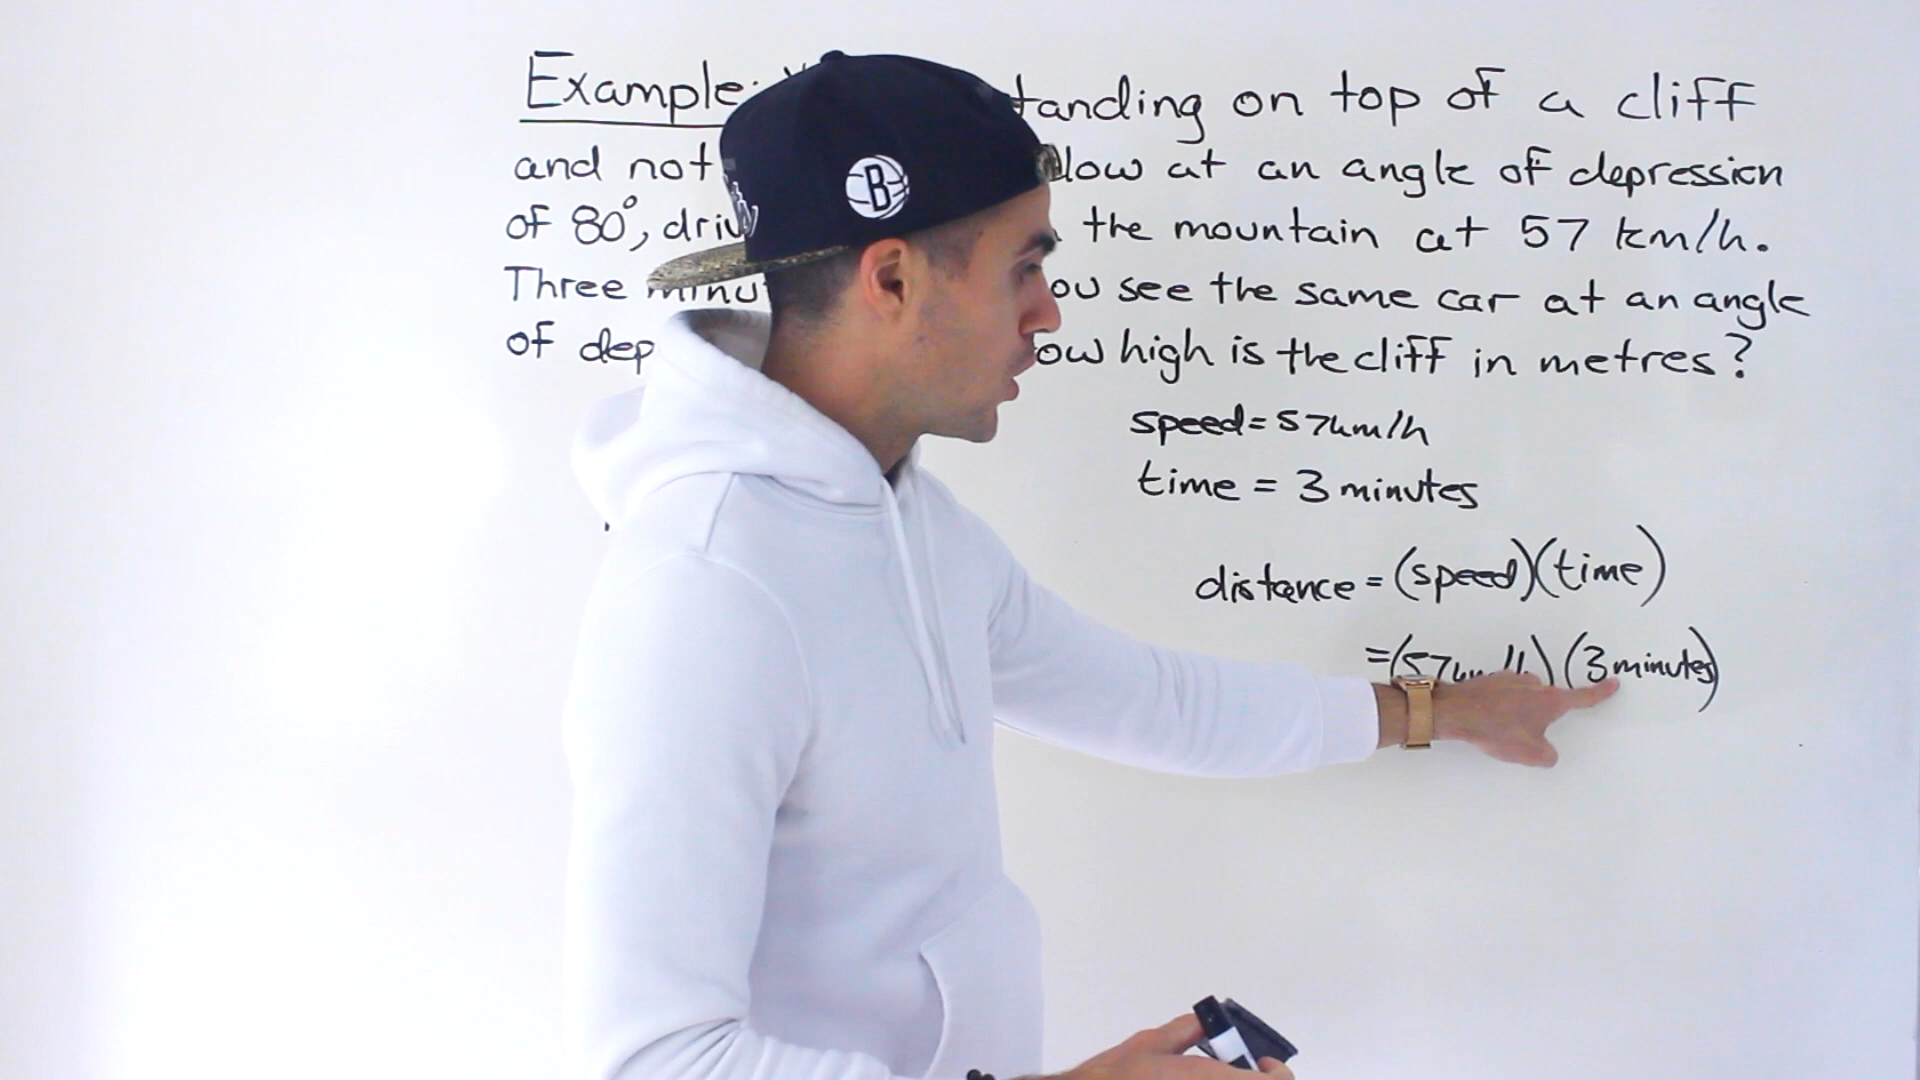 Example: tanding on top of a cliff
and not low at an angle of depression
of 80°, driv the mountain at 57 km/h.
Three minu ou see the same car at an angle
of dep ow high is the cliff in metres?
speed = 57km/h
time = 3 minutes
distance = (speed)(time)
= (57km/h)(3 minutes)
B